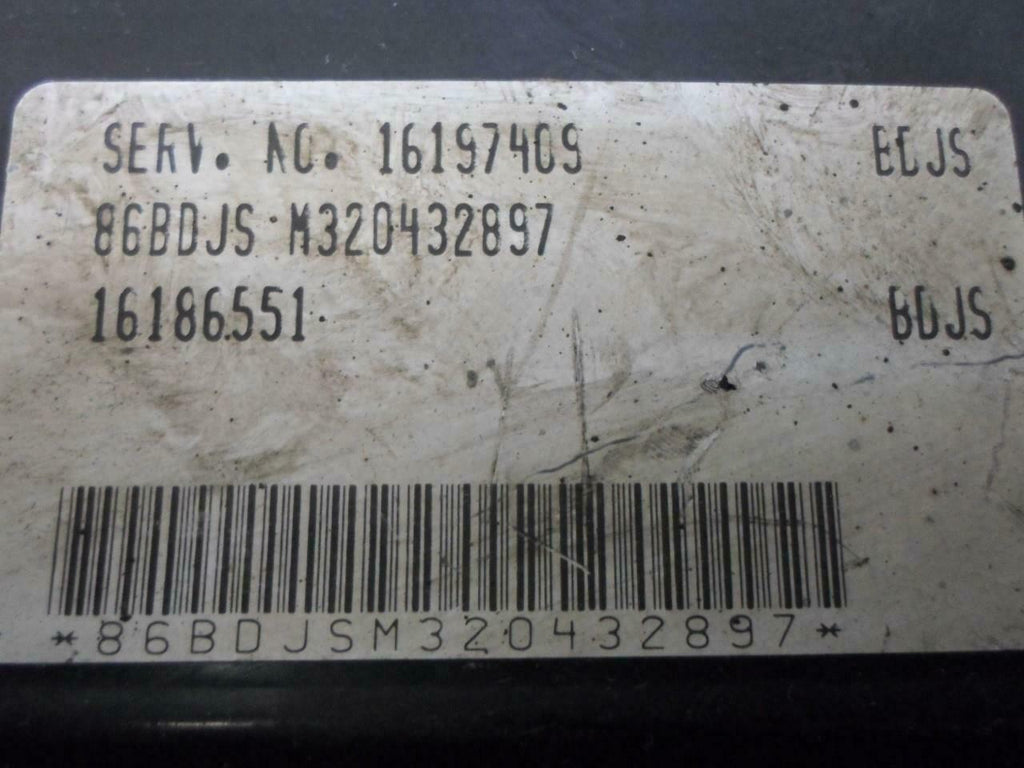 SERV. NO. 16197409 BDJS
86BDJS M320432897
16186551 BDJS
*86BDJSM320432897*